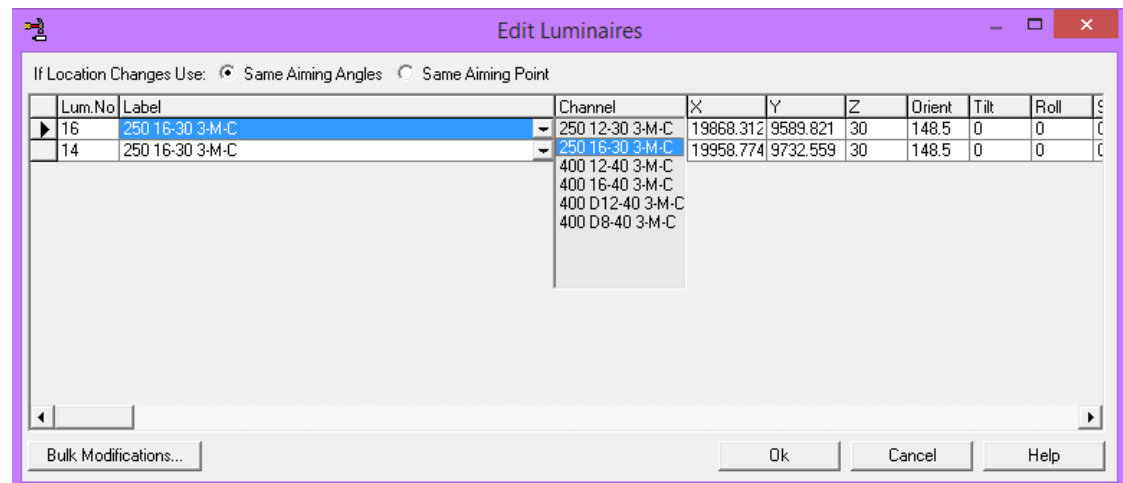 Edit Luminaires
If Location Changes Use: Same Aiming Angles Same Aiming Point
Lum.No Label Channel X Y Z Orient Tilt Roll
16 250 16-30 3-M-C 250 12-30 3-M-C 19868.312 9589.821 30 148.5 0 0
14 250 16-30 3-M-C 250 16-30 3-M-C 19958.774 9732.559 30 148.5 0 0
400 12-40 3-M-C
400 16-40 3-M-C
400 D12-40 3-M-C
400 D8-40 3-M-C
Bulk Modifications... Ok Cancel Help